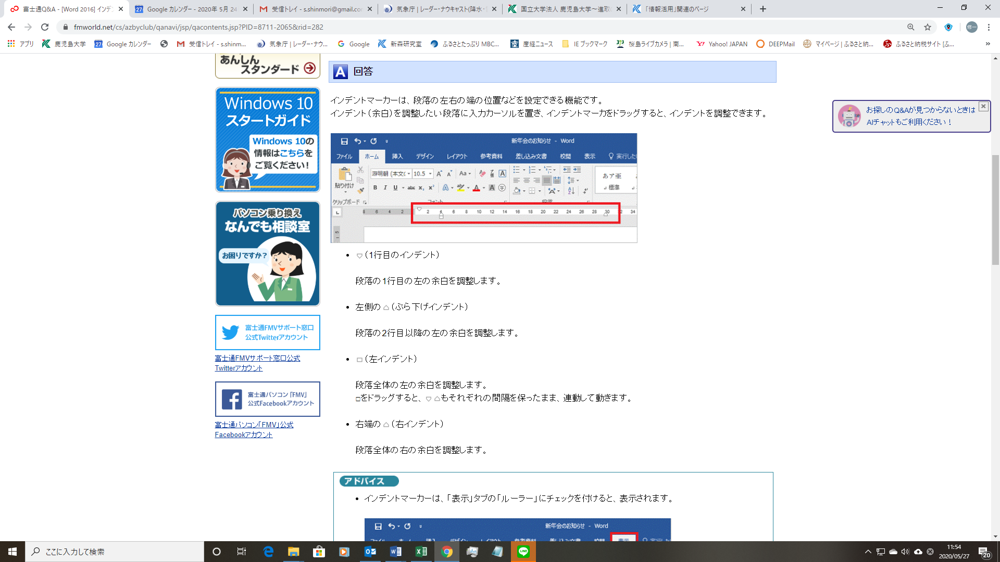 富士通Q&A - [Word 2016] インデ
Google カレンダー - 2020年 5月 24
受信トレイ - s.shinmori@gmail.co
気象庁 | レーダー・ナウキャスト(降水・
国立大学法人 鹿児島大学～進取
「情報活用」関連のページ
fmworld.net/cs/azbyclub/qanavi/jsp/qacontents.jsp?PID=8711-2065&rid=282
修一
アプリ
鹿児島大学
27
Google カレンダー
受信トレイ - s.shinm...
気象庁 | レーダー・ナウ...
Google
新森研究室
ふるさとたっぷり MBC...
産経ニュース
IE ブックマーク
桜島ライブカメラ | 南...
Yahoo! JAPAN
DEEPMail
マイページ | ふるさと納...
ふるさと納税サイト [ふ...
»
あんしん
スタンダード
Windows 10
スタートガイド
Windows 10の
情報はこちらを
ご覧ください!
パソコン乗り換え
なんでも相談室
お困りですか?
富士通FMVサポート窓口
公式Twitterアカウント
富士通FMVサポート窓口公式
Twitterアカウント
富士通パソコン「FMV」
公式Facebookアカウント
富士通パソコン「FMV」公式
Facebookアカウント
A 回答
インデントマーカーは、段落の左右の端の位置などを設定できる機能です。
インデント（余白）を調整したい段落に入力カーソルを置き、インデントマーカをドラッグすると、インデントを調整できます。
新年会のお知らせ - Word
ファイル ホーム 挿入 デザイン レイアウト 参考資料 差し込み文書 校閲 表示 実行した
貼り付け
游明朝 (本文( 10.5
あア亜
標準
クリップボード フォント 段落
8 6 4 2 2 4 6 8 10 12 14 16 18 20 22 24 26 28 30 32 34
• ▽（1行目のインデント）
段落の1行目の左の余白を調整します。
• 左側の△（ぶら下げインデント）
段落の2行目以降の左の余白を調整します。
• □（左インデント）
段落全体の左の余白を調整します。
□をドラッグすると、▽△もそれぞれの間隔を保ったまま、連動して動きます。
• 右端の△（右インデント）
段落全体の右の余白を調整します。
アドバイス
• インデントマーカーは、「表示」タブの「ルーラー」にチェックを付けると、表示されます。
新年会のお知らせ - Word
お探しのQ&Aが見つからないときは
AIチャットもご利用ください！
ここに入力して検索
LINE
11:54
2020/05/27
20